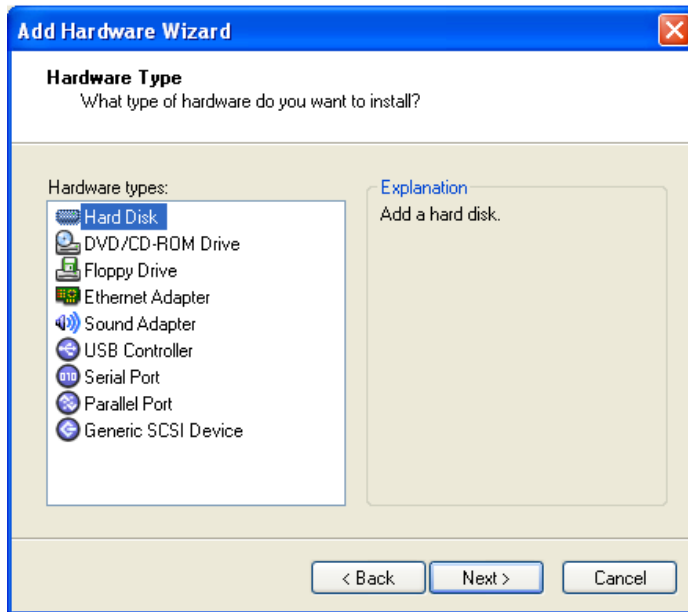 Add Hardware Wizard
Hardware Type
What type of hardware do you want to install?
Hardware types:
Hard Disk
DVD/CD-ROM Drive
Floppy Drive
Ethernet Adapter
Sound Adapter
USB Controller
Serial Port
Parallel Port
Generic SCSI Device
Explanation
Add a hard disk.
< Back
Next >
Cancel